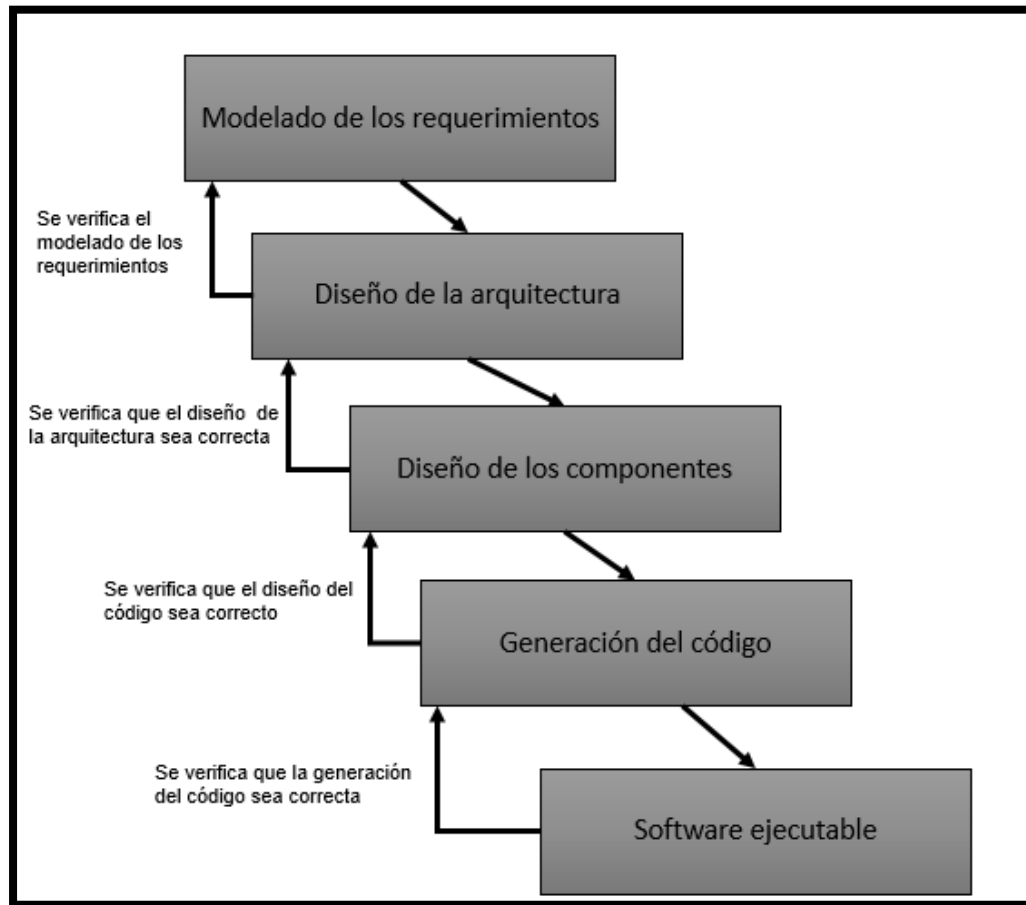 Modelado de los requerimientos
Se verifica el
modelado de los
requerimientos
Diseño de la arquitectura
Se verifica que el diseño de
la arquitectura sea correcta
Diseño de los componentes
Se verifica que el diseño del
código sea correcto
Generación del código
Se verifica que la generación
del código sea correcta
Software ejecutable